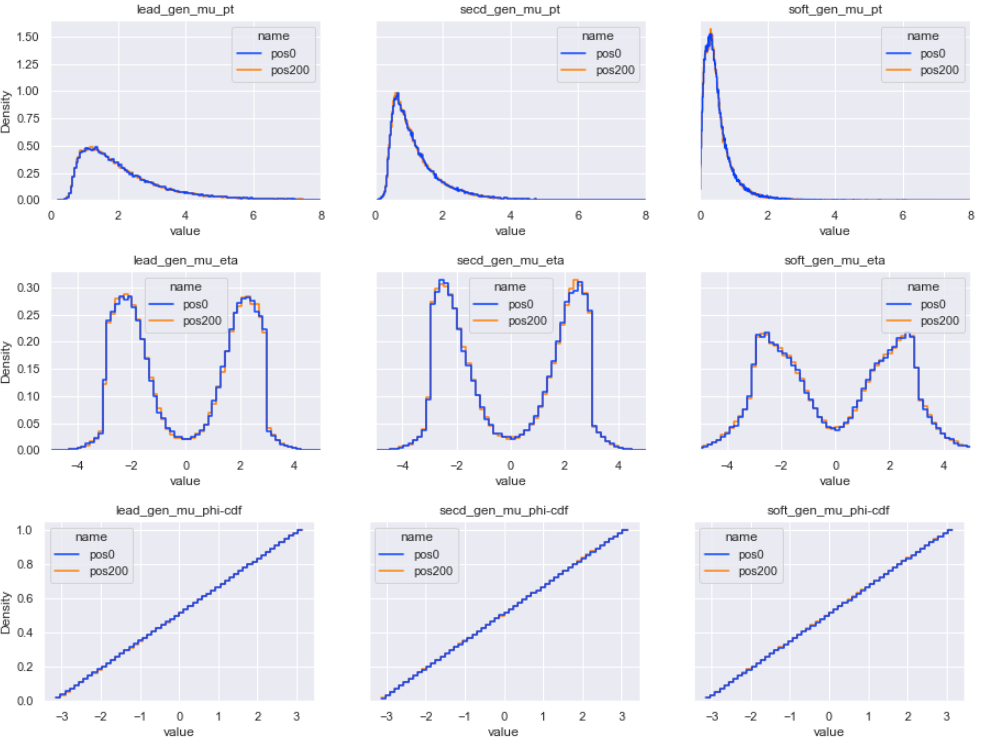 lead_gen_mu_pt
secd_gen_mu_pt
soft_gen_mu_pt
Density
1.50
1.25
1.00
0.75
0.50
0.25
0.00
name
pos0
pos200
0 2 4 6 8
value
name
pos0
pos200
0 2 4 6 8
value
name
pos0
pos200
0 2 4 6 8
value
lead_gen_mu_eta
secd_gen_mu_eta
soft_gen_mu_eta
Density
0.30
0.25
0.20
0.15
0.10
0.05
0.00
name
pos0
pos200
−4 −2 0 2 4
value
name
pos0
pos200
−4 −2 0 2 4
value
name
pos0
pos200
−4 −2 0 2 4
value
lead_gen_mu_phi-cdf
secd_gen_mu_phi-cdf
soft_gen_mu_phi-cdf
Density
1.0
0.8
0.6
0.4
0.2
0.0
name
pos0
pos200
−3 −2 −1 0 1 2 3
value
name
pos0
pos200
−3 −2 −1 0 1 2 3
value
name
pos0
pos200
−3 −2 −1 0 1 2 3
value